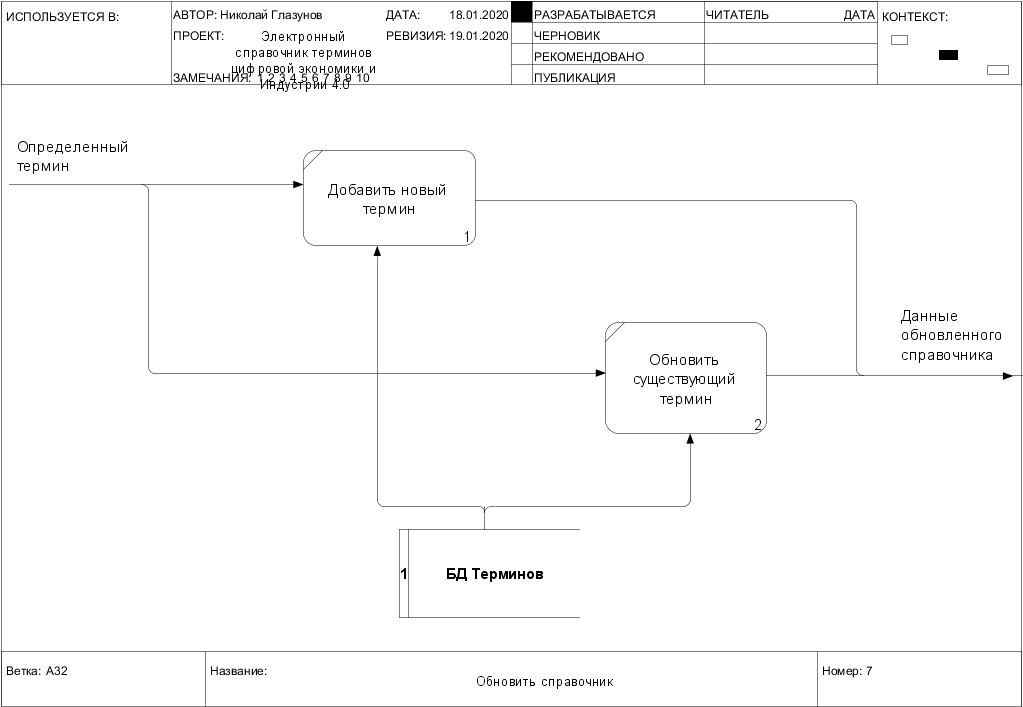 ИСПОЛЬЗУЕТСЯ В:
АВТОР: Николай Глазунов
ДАТА: 18.01.2020
РАЗРАБАТЫВАЕТСЯ
ЧИТАТЕЛЬ
ДАТА
КОНТЕКСТ:
ПРОЕКТ:
Электронный
справочник терминов
цифровой экономики и
Индустрии 4.0
РЕВИЗИЯ: 19.01.2020
ЧЕРНОВИК
РЕКОМЕНДОВАНО
ЗАМЕЧАНИЯ: 1 2 3 4 5 6 7 8 9 10
ПУБЛИКАЦИЯ
Определенный
термин
Добавить новый
термин
1
Данные
обновленного
справочника
Обновить
существующий
термин
2
1
БД Терминов
Ветка: A32
Название:
Обновить справочник
Номер: 7